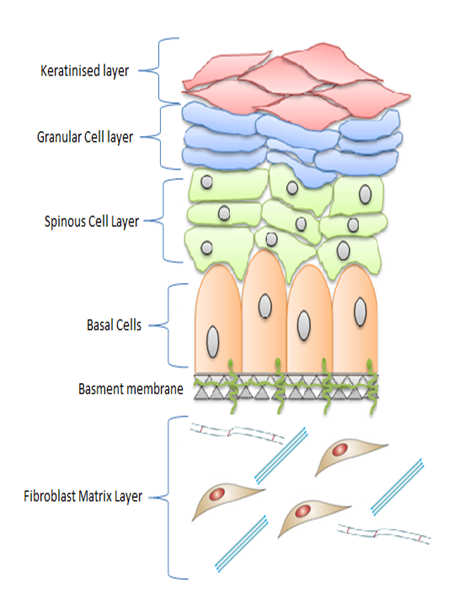 Keratinised layer
Granular Cell layer
Spinous Cell Layer
Basal Cells
Basment membrane
Fibroblast Matrix Layer